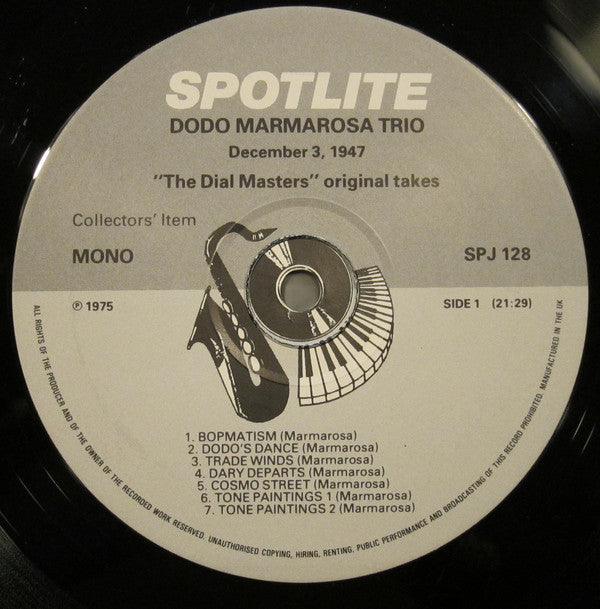 SPOTLITE
DODO MARMAROSA TRIO
December 3, 1947
"The Dial Masters" original takes
Collectors' Item
MONO
SPJ 128
℗ 1975
SIDE 1 (21:29)
1. BOPMATISM (Marmarosa)
2. DODO'S DANCE (Marmarosa)
3. TRADE WINDS (Marmarosa)
4. DARY DEPARTS (Marmarosa)
5. COSMO STREET (Marmarosa)
6. TONE PAINTINGS 1 (Marmarosa)
7. TONE PAINTINGS 2 (Marmarosa)
ALL RIGHTS OF THE PRODUCER AND OF THE OWNER OF THE RECORDED WORK RESERVED. UNAUTHORISED COPYING, HIRING, RENTING, PUBLIC PERFORMANCE AND BROADCASTING OF THIS RECORD PROHIBITED. MANUFACTURED IN THE UK